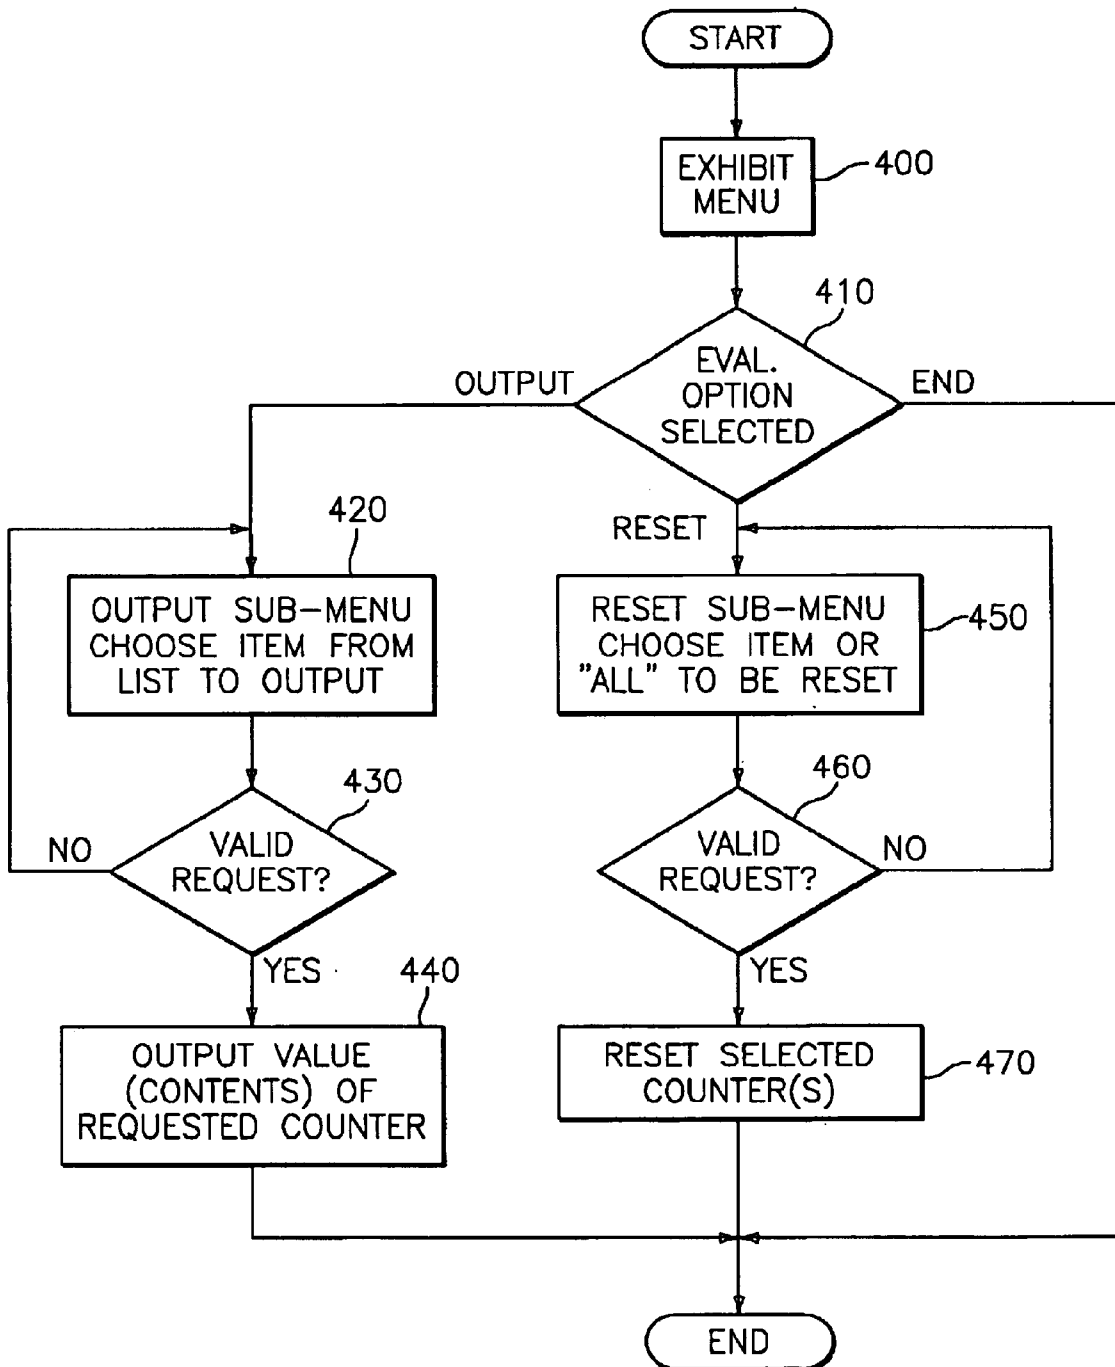 START
EXHIBIT
MENU
400
410
EVAL.
OPTION
SELECTED
OUTPUT
END
RESET
420
OUTPUT SUB-MENU
CHOOSE ITEM FROM
LIST TO OUTPUT
RESET SUB-MENU
CHOOSE ITEM OR
"ALL" TO BE RESET
450
430
VALID
REQUEST?
NO
YES
460
VALID
REQUEST?
NO
YES
440
OUTPUT VALUE
(CONTENTS) OF
REQUESTED COUNTER
RESET SELECTED
COUNTER(S)
470
END